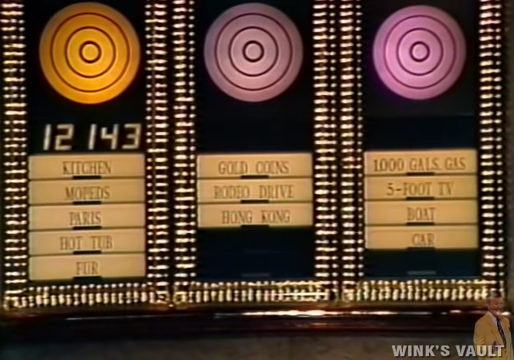 12 143
KITCHEN
MOPEDS
PARIS
HOT TUB
FUR
GOLD COINS
RODEO DRIVE
HONG KONG
1,000 GALS. GAS
5-FOOT TV
BOAT
CAR
WINK'S VAULT